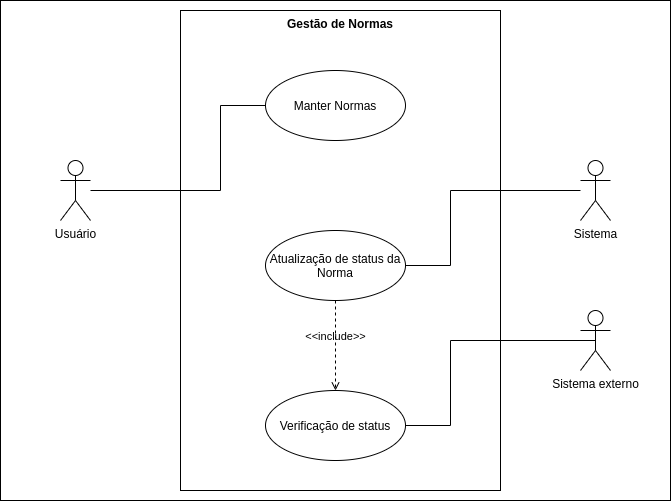 Gestão de Normas
Manter Normas
Usuário
Sistema
Atualização de status da
Norma
<<include>>
Sistema externo
Verificação de status